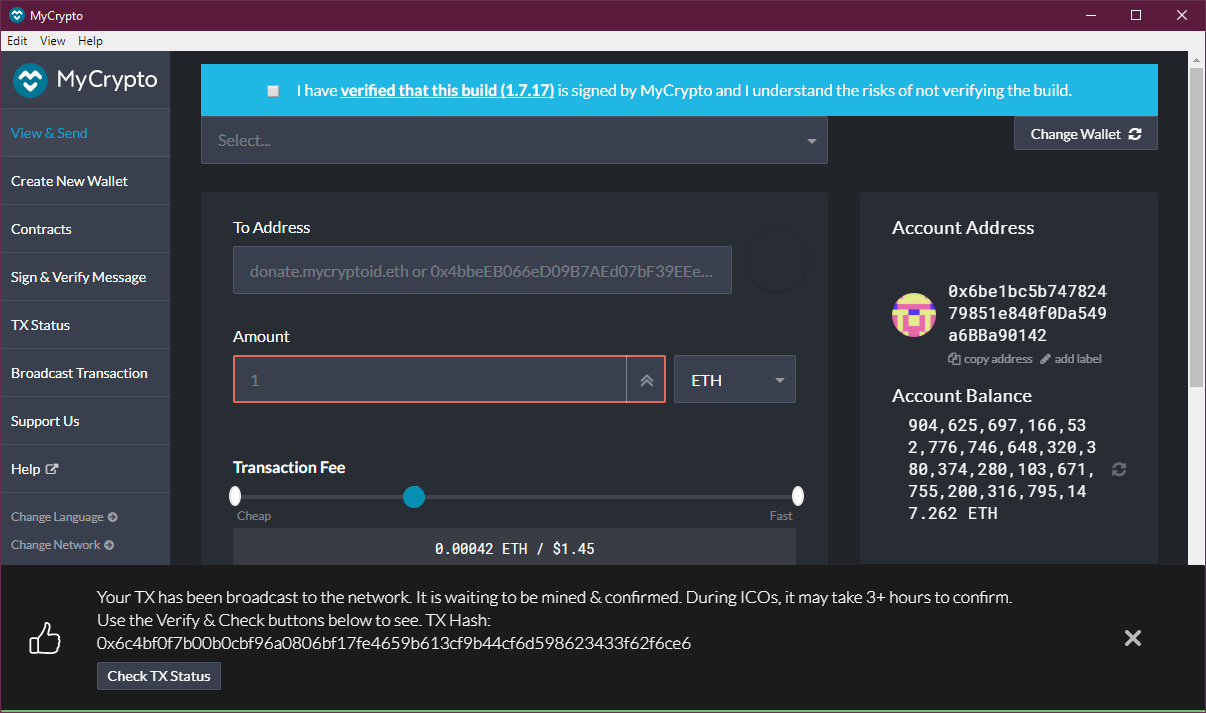 MyCrypto
Edit View Help
MyCrypto
I have verified that this build (1.7.17) is signed by MyCrypto and I understand the risks of not verifying the build.
View & Send
Create New Wallet
Contracts
Sign & Verify Message
TX Status
Broadcast Transaction
Support Us
Help
Change Language
Change Network
Select...
Change Wallet
To Address
donate.mycryptoid.eth or 0x4bbeEB066eD09B7AEd07bF39EEe...
Amount
1
ETH
Transaction Fee
Cheap
Fast
0.00042 ETH / $1.45
Account Address
0x6be1bc5b747824
79851e840f0Da549
a6BBa90142
copy address add label
Account Balance
904,625,697,166,53
2,776,746,648,320,3
80,374,280,103,671,
755,200,316,795,14
7.262 ETH
Your TX has been broadcast to the network. It is waiting to be mined & confirmed. During ICOs, it may take 3+ hours to confirm.
Use the Verify & Check buttons below to see. TX Hash:
0x6c4bf0f7b00b0cbf96a0806bf17fe4659b613cf9b44cf6d598623433f62f6ce6
Check TX Status